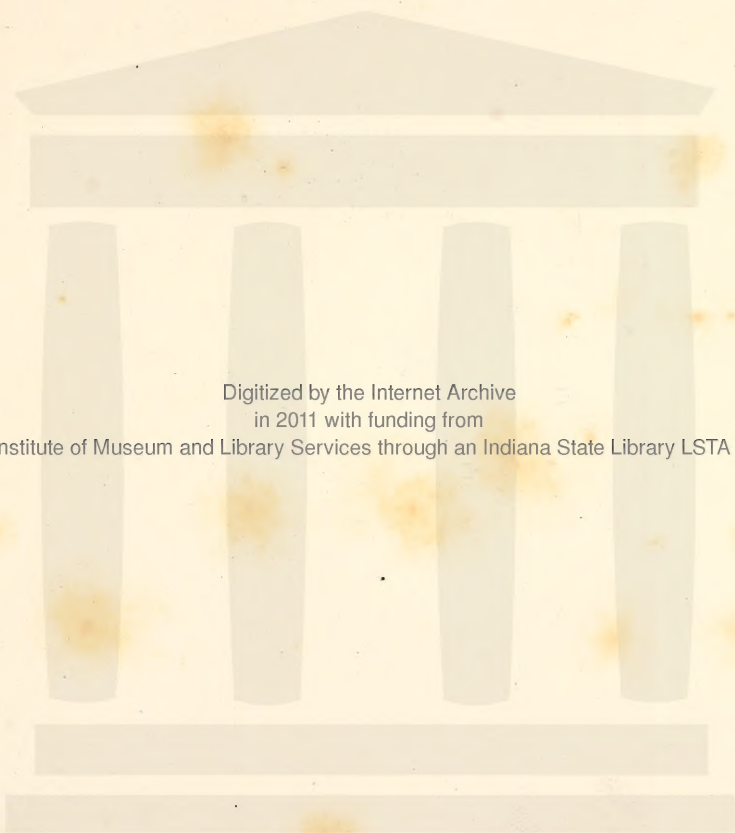 Digitized by the Internet Archive
in 2011 with funding from
nstitute of Museum and Library Services through an Indiana State Library LSTA